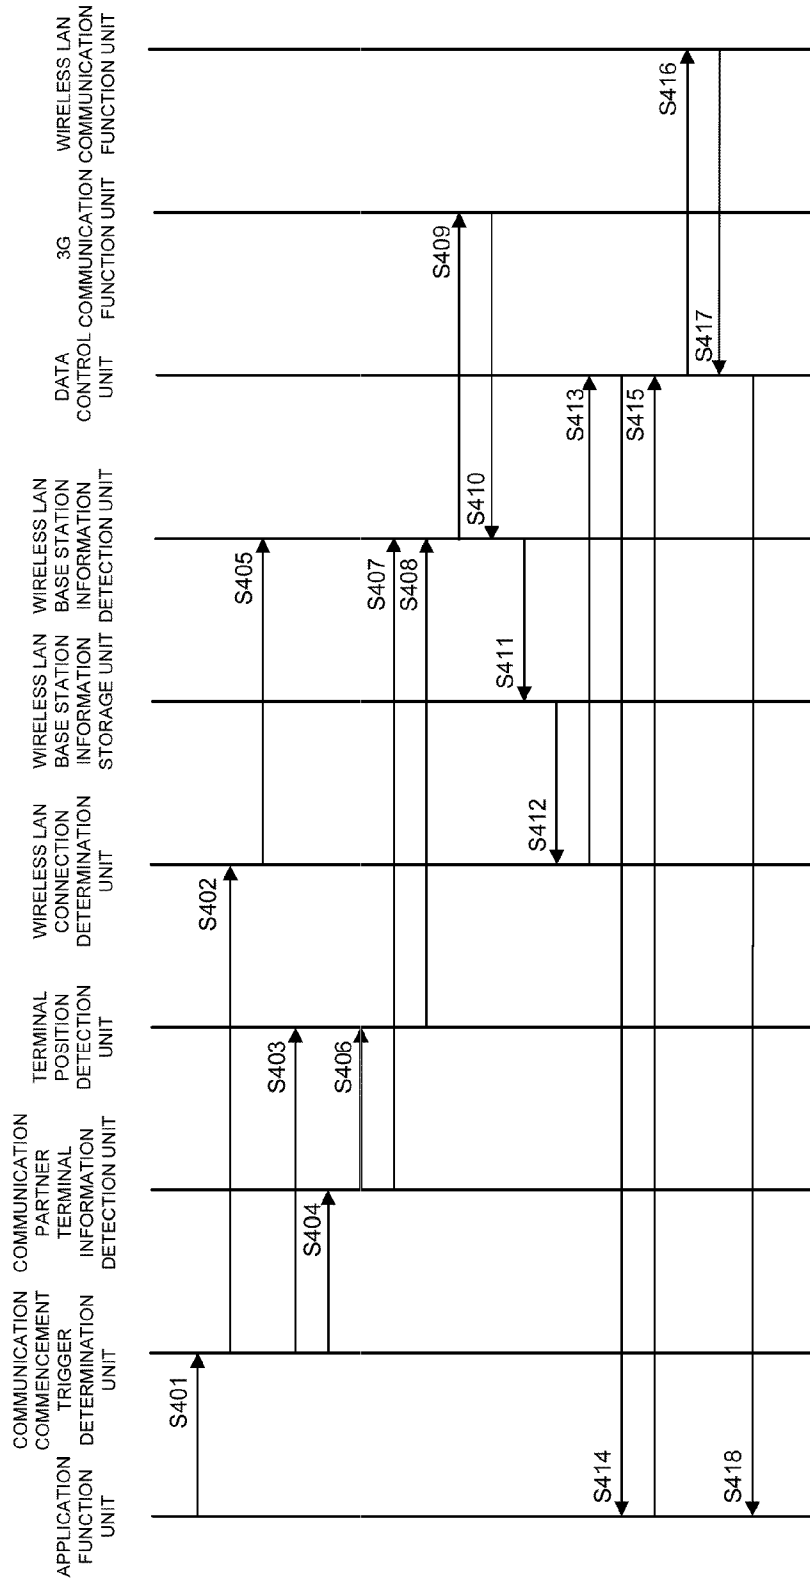 APPLICATION
FUNCTION
UNIT
COMMUNICATION
COMMENCEMENT
TRIGGER
DETERMINATION
UNIT
COMMUNICATION
PARTNER
TERMINAL
INFORMATION
DETECTION UNIT
TERMINAL
POSITION
DETECTION
UNIT
WIRELESS LAN
CONNECTION
DETERMINATION
UNIT
WIRELESS LAN
BASE STATION
INFORMATION
STORAGE UNIT
WIRELESS LAN
BASE STATION
INFORMATION
DETECTION UNIT
DATA
CONTROL
UNIT
3G
COMMUNICATION
FUNCTION UNIT
WIRELESS LAN
COMMUNICATION
FUNCTION UNIT
S401
S402
S405
S403
S404
S406
S407
S408
S409
S410
S411
S412
S413
S414
S415
S416
S417
S418